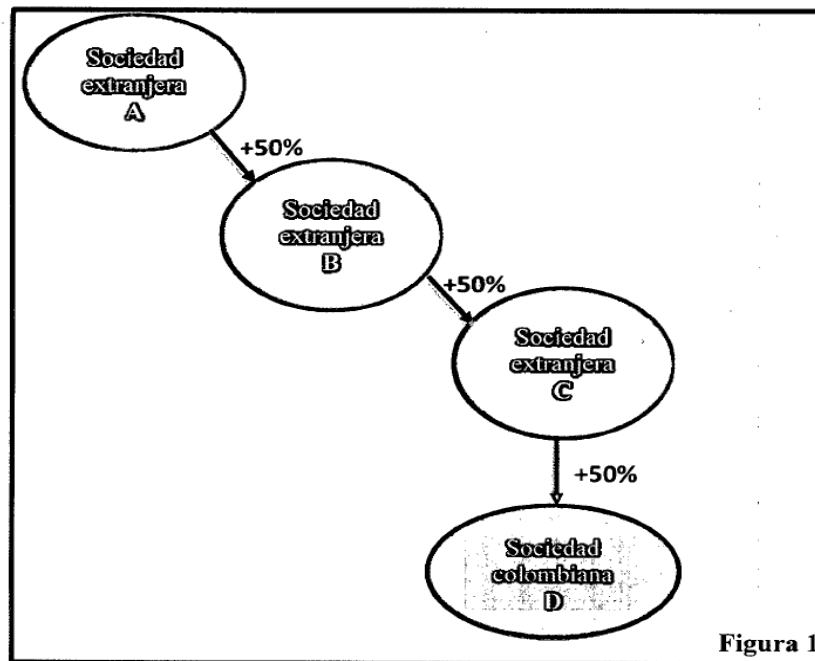 Sociedad
extranjera
A
+50%
Sociedad
extranjera
B
+50%
Sociedad
extranjera
C
+50%
Sociedad
colombiana
D
Figura 1